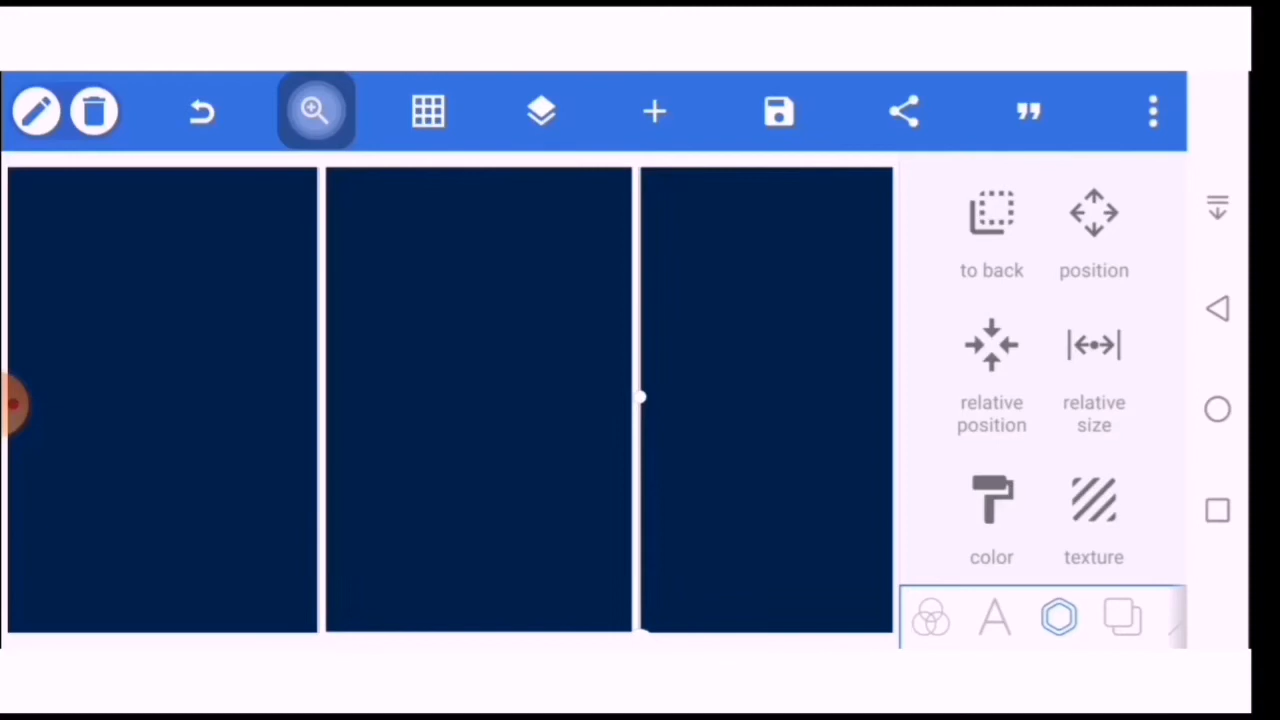 to back
position
relative
position
relative
size
color
texture